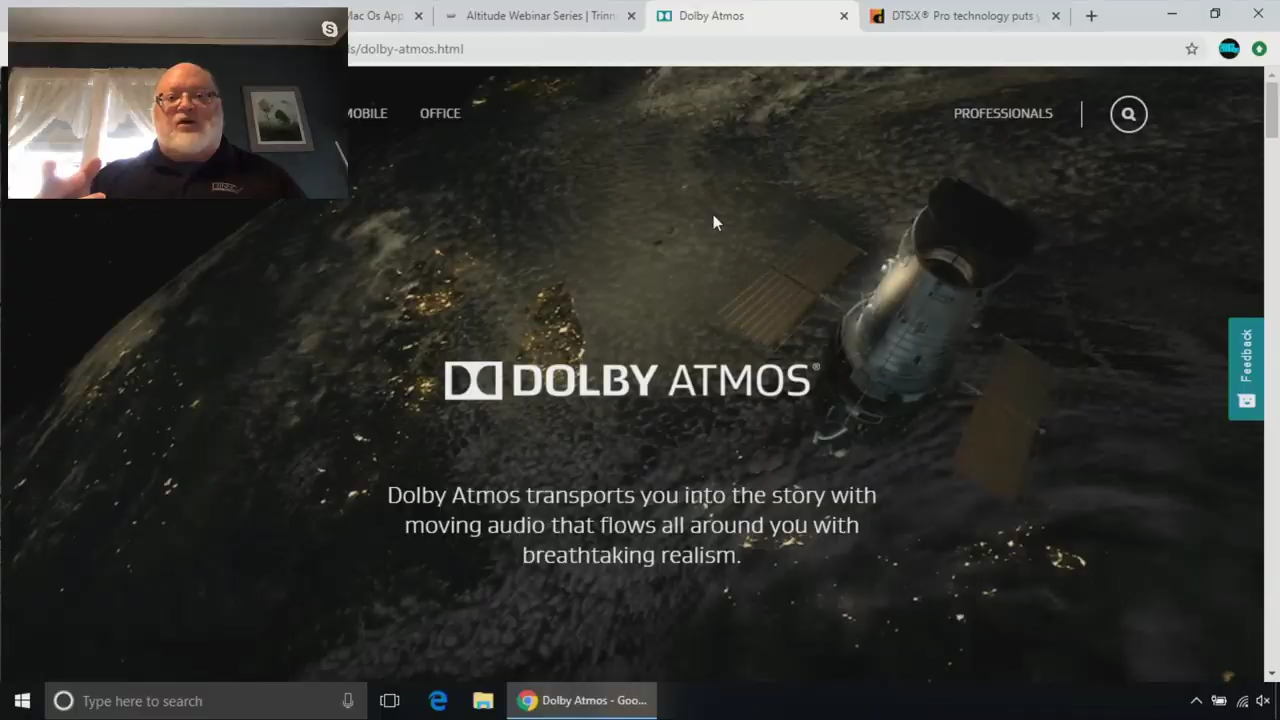 Mac Os App
Altitude Webinar Series | Trinn
Dolby Atmos
DTS:X® Pro technology puts y
s/dolby-atmos.html
MOBILE
OFFICE
PROFESSIONALS
Feedback
DOLBY ATMOS®
Dolby Atmos transports you into the story with
moving audio that flows all around you with
breathtaking realism.
Type here to search
Dolby Atmos - Goo...